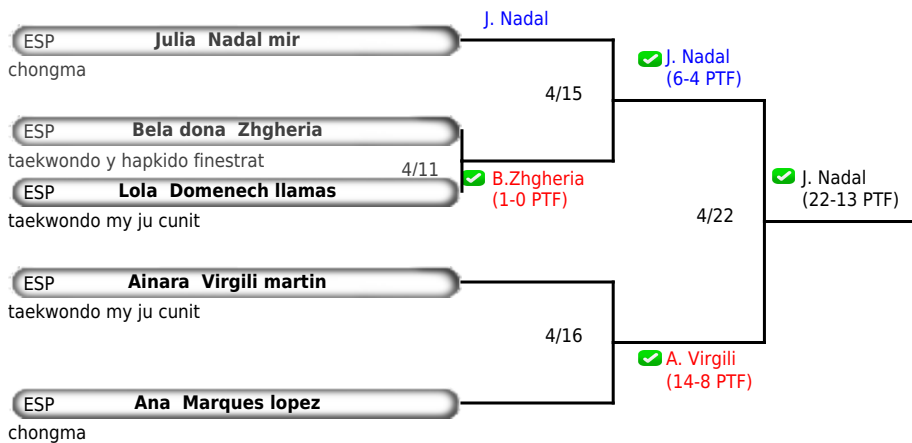 J. Nadal
ESP Julia Nadal mir
chongma
J. Nadal
(6-4 PTF)
4/15
ESP Bela dona Zhgheria
taekwondo y hapkido finestrat
4/11
B.Zhgheria
(1-0 PTF)
ESP Lola Domenech llamas
taekwondo my ju cunit
J. Nadal
(22-13 PTF)
4/22
ESP Ainara Virgili martin
taekwondo my ju cunit
4/16
A. Virgili
(14-8 PTF)
ESP Ana Marques lopez
chongma